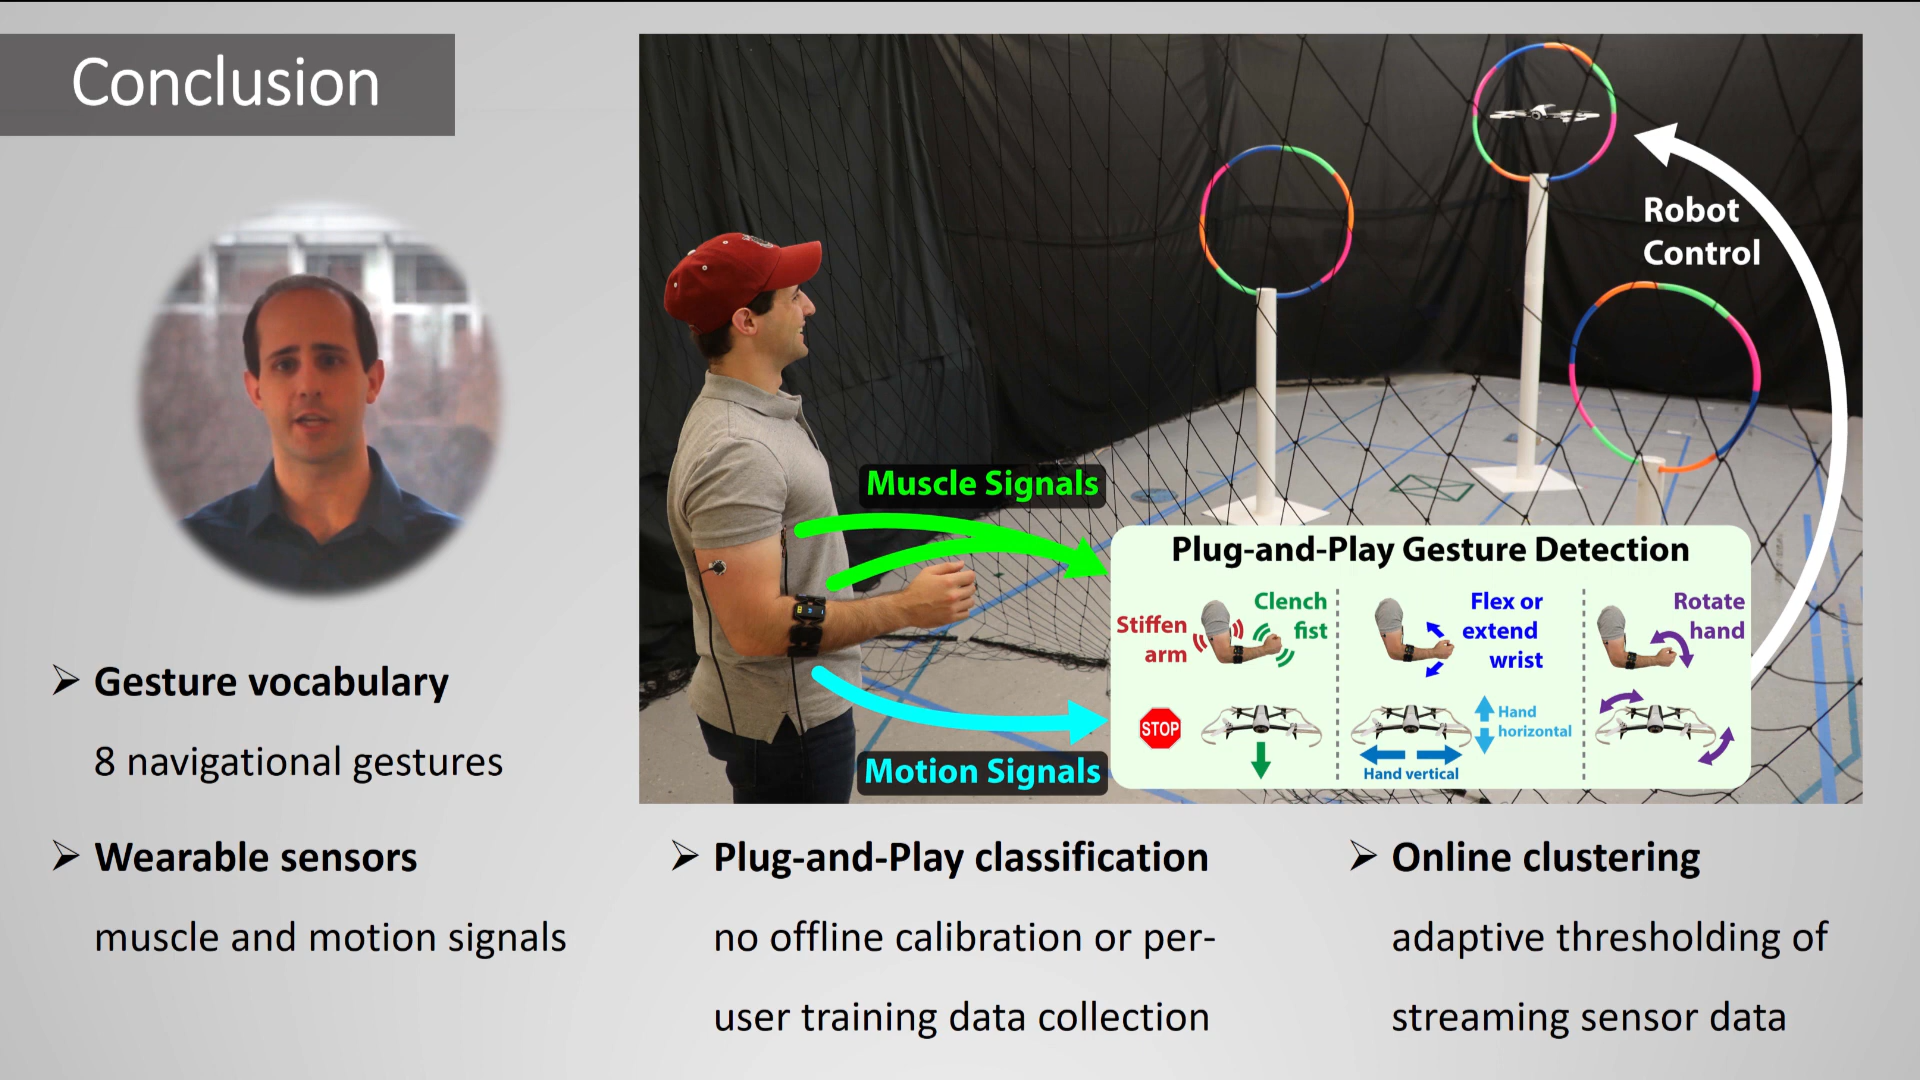 Conclusion
Robot
Control
Muscle Signals
Motion Signals
Plug-and-Play Gesture Detection
Stiffen
arm
Clench
fist
Flex or
extend
wrist
Rotate
hand
STOP
Hand
horizontal
Hand vertical
Gesture vocabulary
8 navigational gestures
Wearable sensors
muscle and motion signals
Plug-and-Play classification
no offline calibration or per-
user training data collection
Online clustering
adaptive thresholding of
streaming sensor data